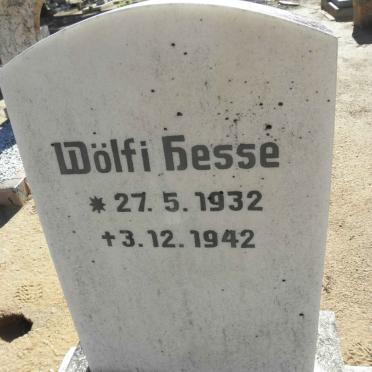 Wölfi Hesse
* 27. 5. 1932
† 3. 12. 1942